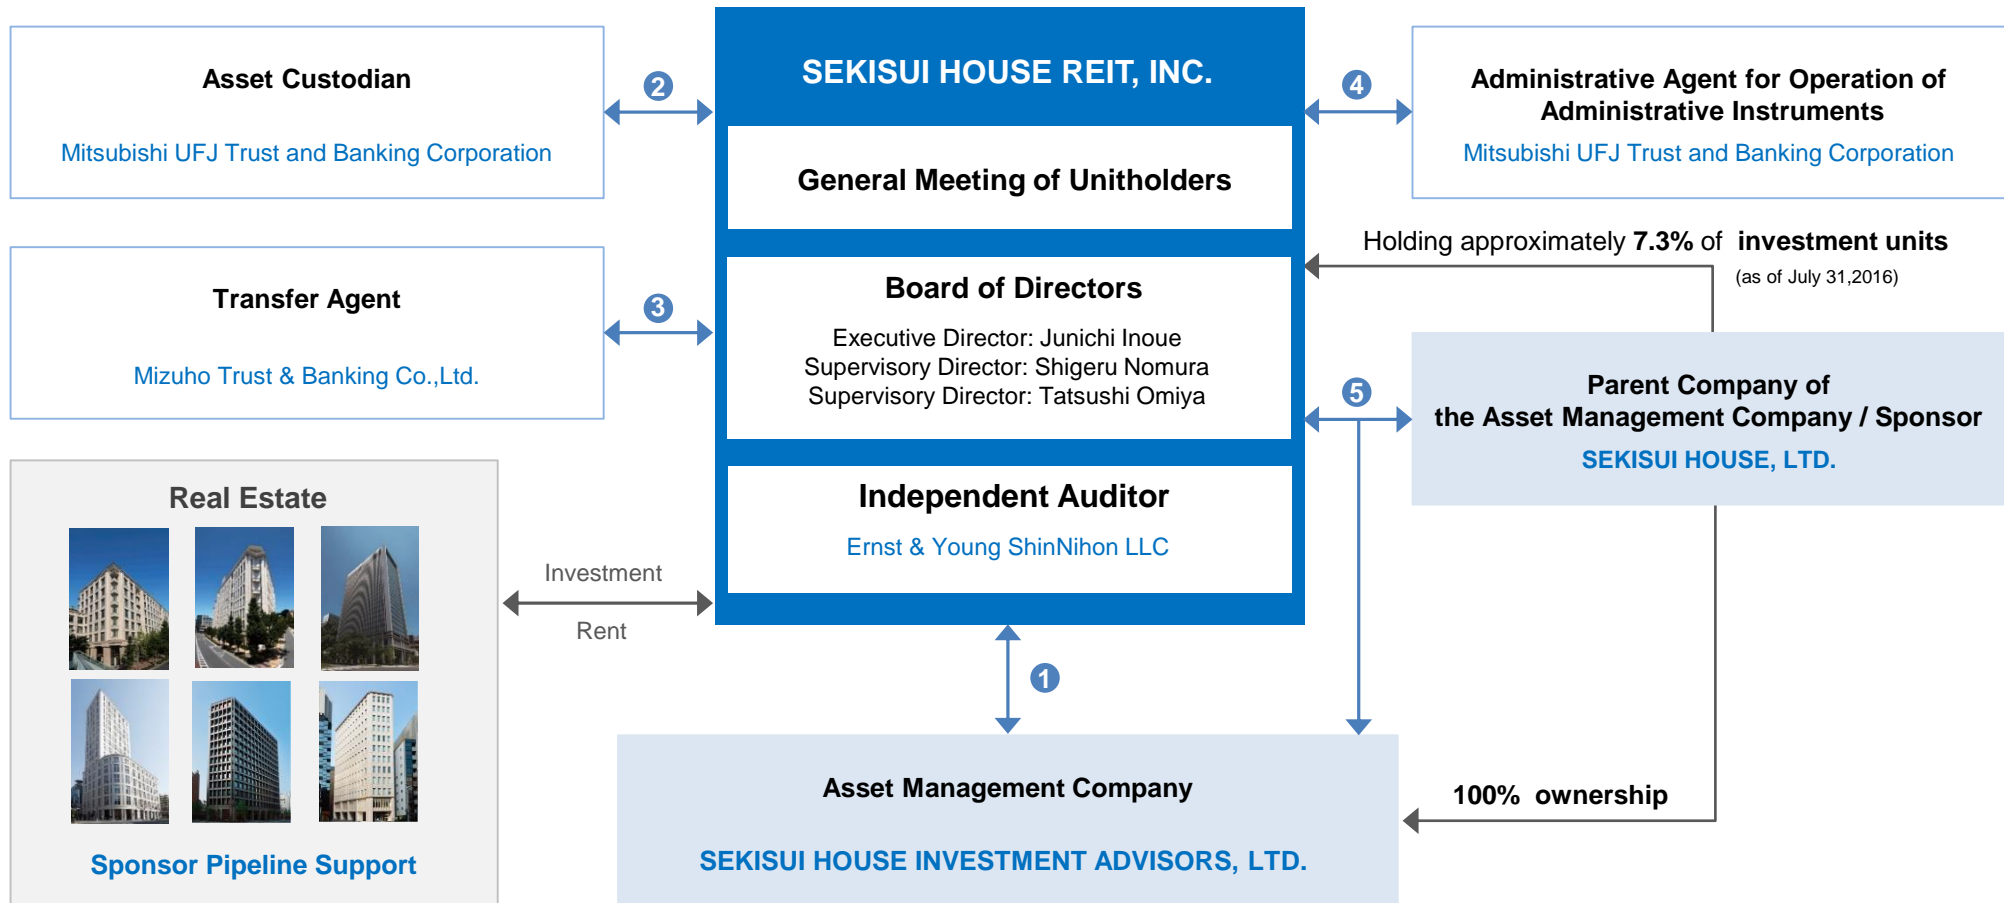 Asset Custodian
Mitsubishi UFJ Trust and Banking Corporation
2
SEKISUI HOUSE REIT, INC.
4
Administrative Agent for Operation of
Administrative Instruments
Mitsubishi UFJ Trust and Banking Corporation
General Meeting of Unitholders
Transfer Agent
Mizuho Trust & Banking Co.,Ltd.
3
Board of Directors
Executive Director: Junichi Inoue
Supervisory Director: Shigeru Nomura
Supervisory Director: Tatsushi Omiya
Holding approximately 7.3% of investment units
(as of July 31,2016)
5
Parent Company of
the Asset Management Company / Sponsor
SEKISUI HOUSE, LTD.
Independent Auditor
Ernst & Young ShinNihon LLC
Real Estate
Sponsor Pipeline Support
Investment
Rent
1
Asset Management Company
SEKISUI HOUSE INVESTMENT ADVISORS, LTD.
100% ownership